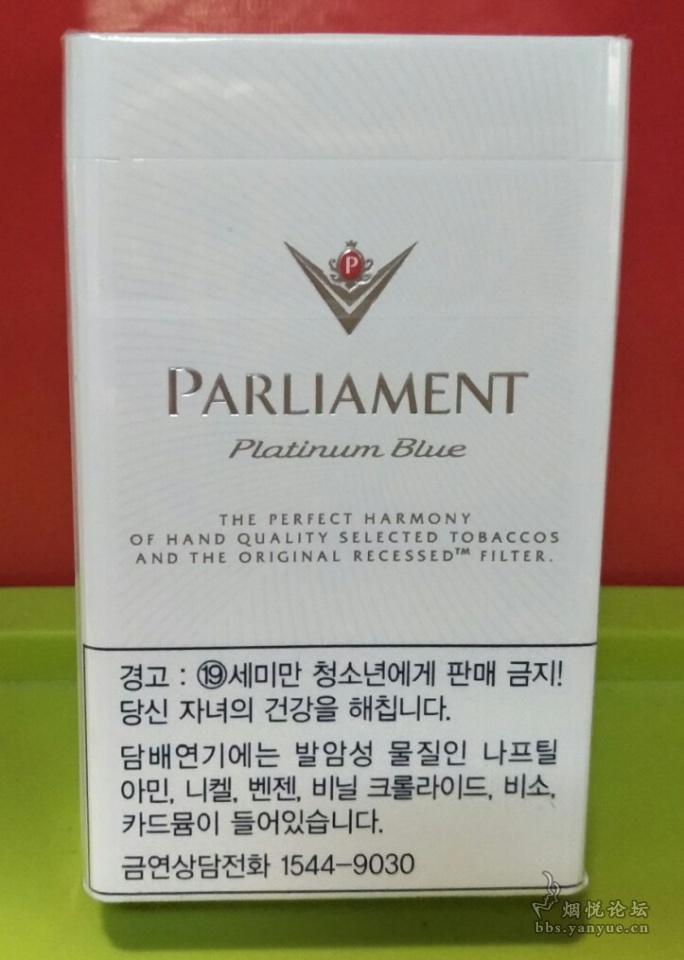 P
PARLIAMENT
Platinum Blue
THE PERFECT HARMONY
OF HAND QUALITY SELECTED TOBACCOS
AND THE ORIGINAL RECESSED™ FILTER.
경고 : ⑲세미만 청소년에게 판매 금지!
당신 자녀의 건강을 해칩니다.
담배연기에는 발암성 물질인 나프틸
아민, 니켈, 벤젠, 비닐 크롤라이드, 비소,
카드뮴이 들어있습니다.
금연상담전화 1544-9030
烟悦论坛
bbs.yanyue.cn